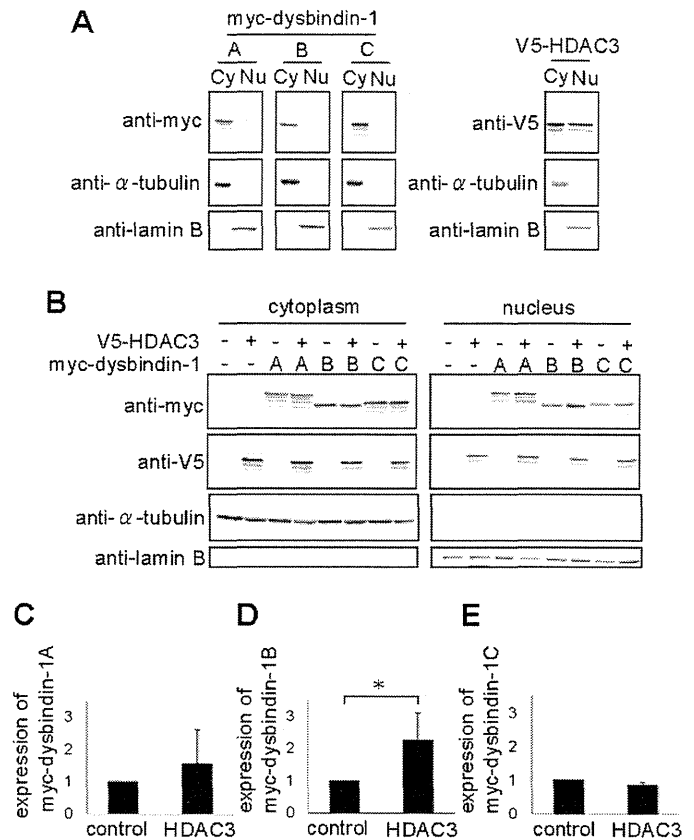 A
myc-dysbindin-1
A B C
Cy Nu Cy Nu Cy Nu
anti-myc
anti-α-tubulin
anti-lamin B
V5-HDAC3
Cy Nu
anti-V5
anti-α-tubulin
anti-lamin B
B
cytoplasm nucleus
V5-HDAC3 - + - + - + - + - + - + - + - +
myc-dysbindin-1 - - A A B B C C - - A A B B C C
anti-myc
anti-V5
anti-α-tubulin
anti-lamin B
C
expression of
myc-dysbindin-1A
3
2
1
0
control HDAC3
D
expression of
myc-dysbindin-1B
*
3
2
1
0
control HDAC3
E
expression of
myc-dysbindin-1C
3
2
1
0
control HDAC3